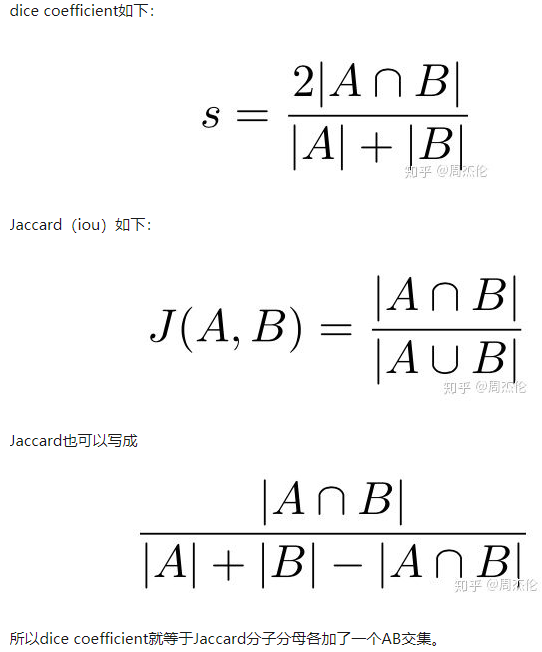 dice coefficient如下：
s = 2|A ∩ B| / |A| + |B|
知乎 @周杰伦
Jaccard（iou）如下：
J(A, B) = |A ∩ B| / |A ∪ B|
知乎 @周杰伦
Jaccard也可以写成
|A ∩ B| / |A| + |B| − |A ∩ B|
知乎 @周杰伦
所以dice coefficient就等于Jaccard分子分母各加了一个AB交集。